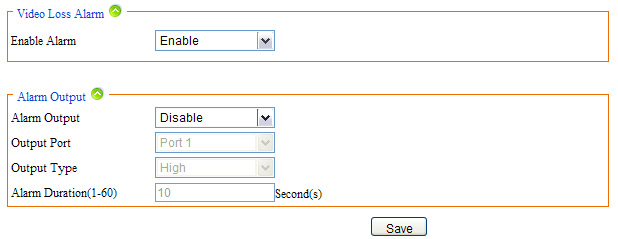 Video Loss Alarm
Enable Alarm Enable
Alarm Output
Alarm Output Disable
Output Port Port 1
Output Type High
Alarm Duration(1-60) 10 Second(s)
Save